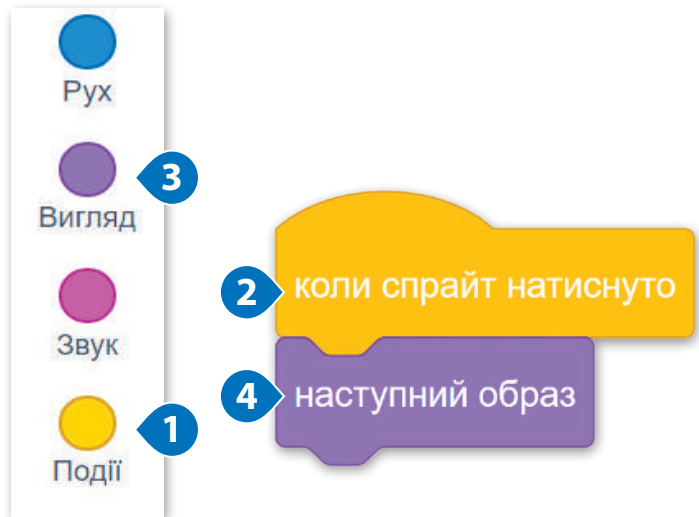 Рух
3
Вигляд
2
коли спрайт натиснуто
Звук
4
наступний образ
1
Події